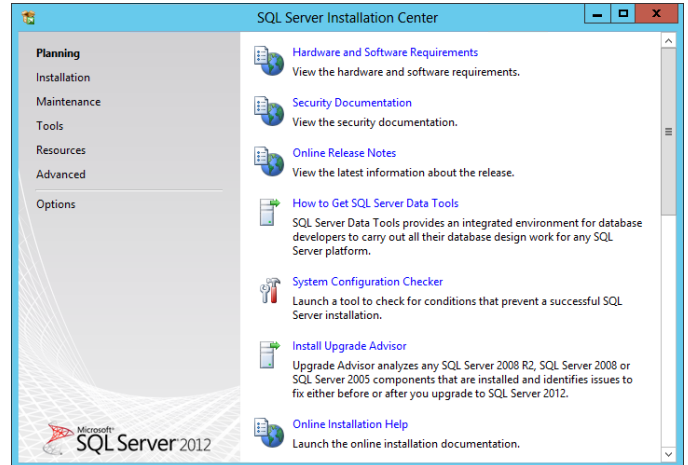 SQL Server Installation Center
Planning
Installation
Maintenance
Tools
Resources
Advanced
Options
Hardware and Software Requirements
View the hardware and software requirements.
Security Documentation
View the security documentation.
Online Release Notes
View the latest information about the release.
How to Get SQL Server Data Tools
SQL Server Data Tools provides an integrated environment for database
developers to carry out all their database design work for any SQL
Server platform.
System Configuration Checker
Launch a tool to check for conditions that prevent a successful SQL
Server installation.
Install Upgrade Advisor
Upgrade Advisor analyzes any SQL Server 2008 R2, SQL Server 2008 or
SQL Server 2005 components that are installed and identifies issues to
fix either before or after you upgrade to SQL Server 2012.
Online Installation Help
Launch the online installation documentation.
Microsoft®
SQL Server 2012